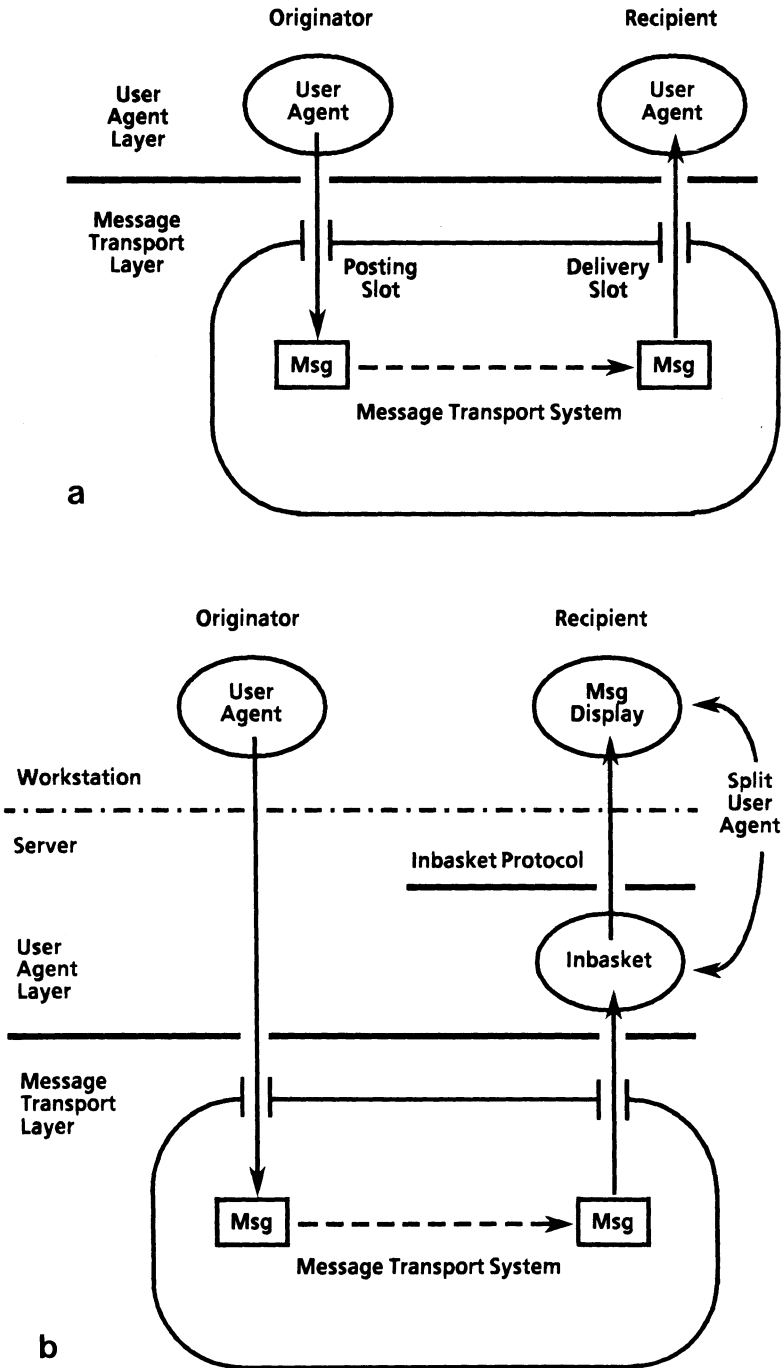 Originator
Recipient
User
Agent
User
Agent
User
Agent
Layer
Message
Transport
Layer
Posting
Slot
Delivery
Slot
Msg
Msg
Message Transport System
a
Originator
Recipient
User
Agent
Msg
Display
Workstation
Split
User
Agent
Server
Inbasket Protocol
User
Agent
Layer
Inbasket
Message
Transport
Layer
Msg
Msg
Message Transport System
b